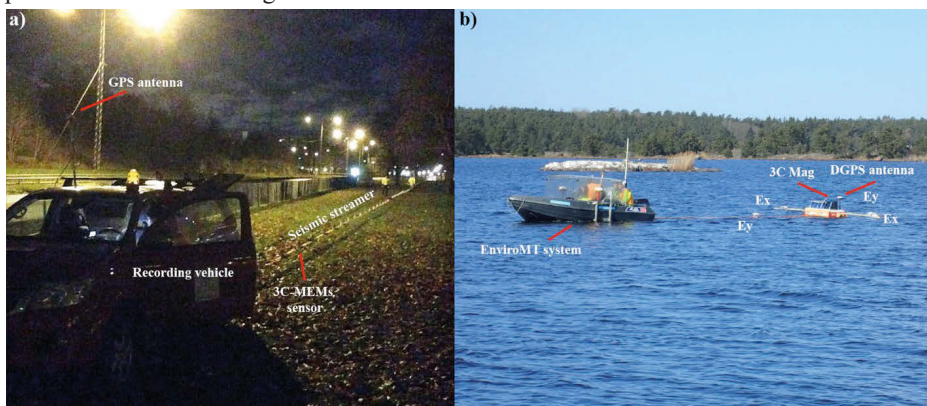 a)
GPS antenna
Seismic streamer
Recording vehicle
3C-MEMs
sensor
b)
3C Mag
DGPS antenna
Ex
Ey
Ey
Ex
EnviroMT system